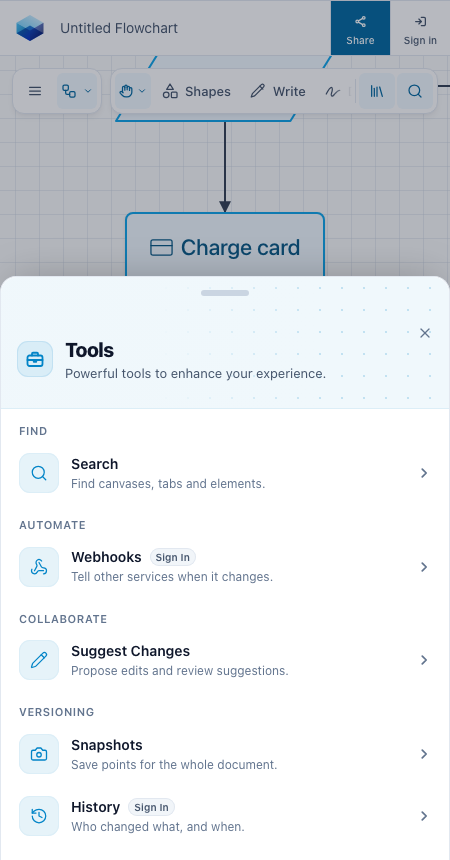 Untitled Flowchart
Share
Sign in
Shapes
Write
Charge card
Tools
Powerful tools to enhance your experience.
FIND
Search
Find canvases, tabs and elements.
AUTOMATE
Webhooks Sign In
Tell other services when it changes.
COLLABORATE
Suggest Changes
Propose edits and review suggestions.
VERSIONING
Snapshots
Save points for the whole document.
History Sign In
Who changed what, and when.